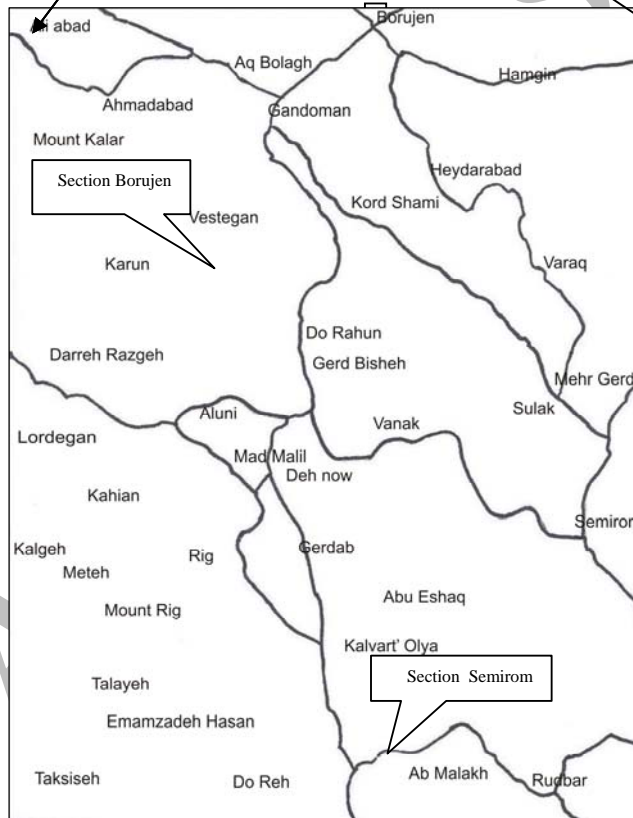 Borujen
Ali abad
Aq Bolagh
Hamgin
Ahmadabad
Gandoman
Mount Kalar
Heydarabad
Section Borujen
Kord Shami
Vestegan
Karun
Varaq
Do Rahun
Darreh Razgeh
Gerd Bisheh
Mehr Gerd
Aluni
Sulak
Vanak
Lordegan
Mad Malil
Deh now
Kahian
Semiron
Kalgeh
Rig
Gerdab
Meteh
Abu Eshaq
Mount Rig
Kalvart' Olya
Section Semirom
Talayeh
Emamzadeh Hasan
Taksiseh
Do Reh
Ab Malakh
Rudbar